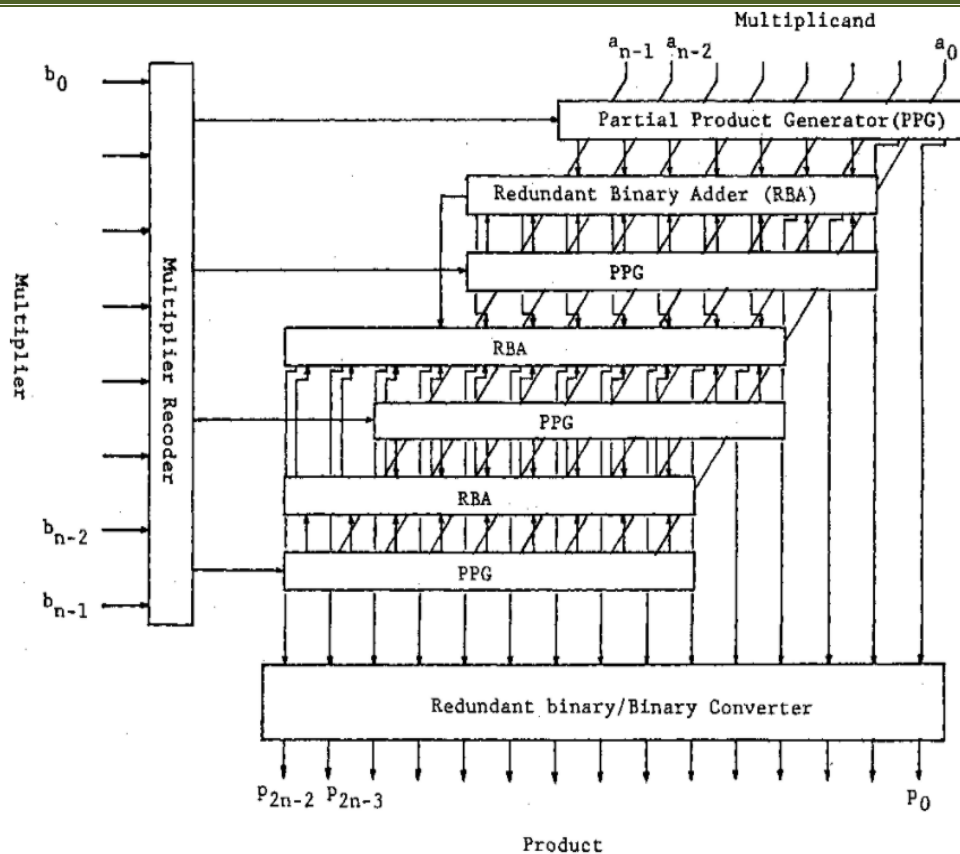 Multiplicand
a_{n-1} a_{n-2} a_0
b_0
Partial Product Generator(PPG)
Redundant Binary Adder (RBA)
PPG
RBA
PPG
RBA
PPG
Multiplier
Multiplier Recoder
b_{n-2}
b_{n-1}
Redundant binary/Binary Converter
p_{2n-2} p_{2n-3} p_0
Product